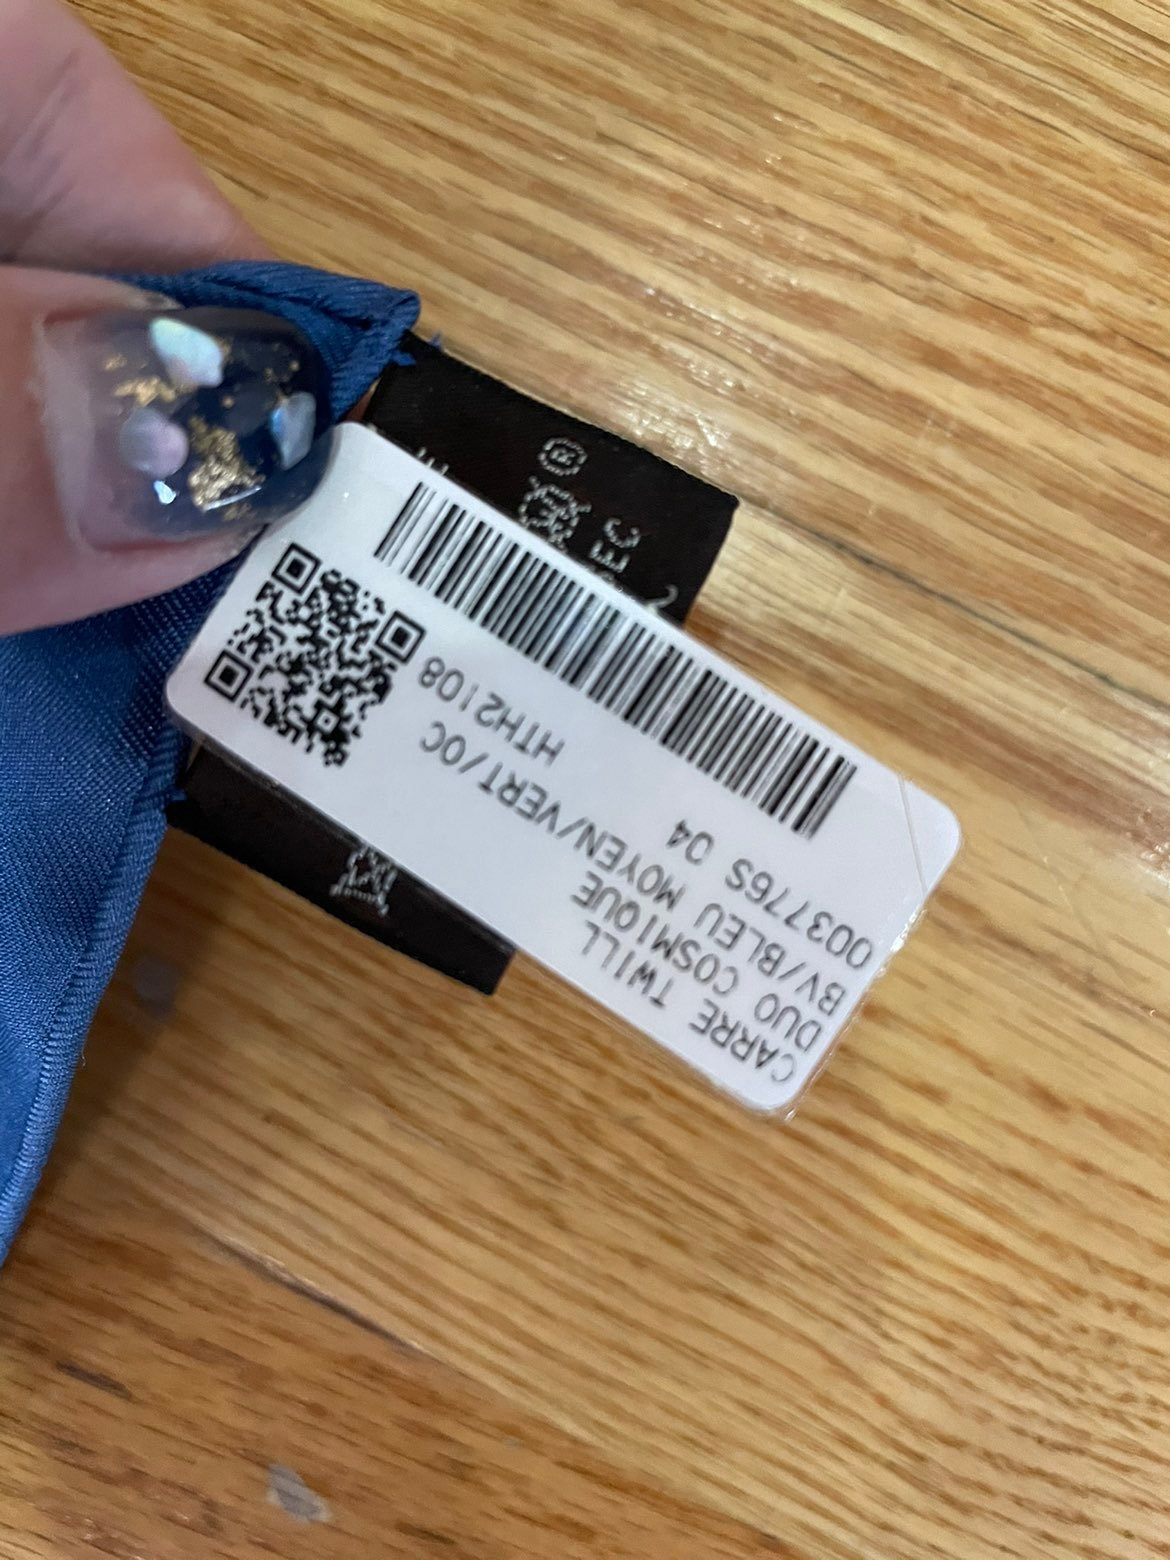 CARRE TWILL
DUO COSMIQUE
BV/BLEU MOYEN/VERT/OC
003776S 04
HTH2108
®